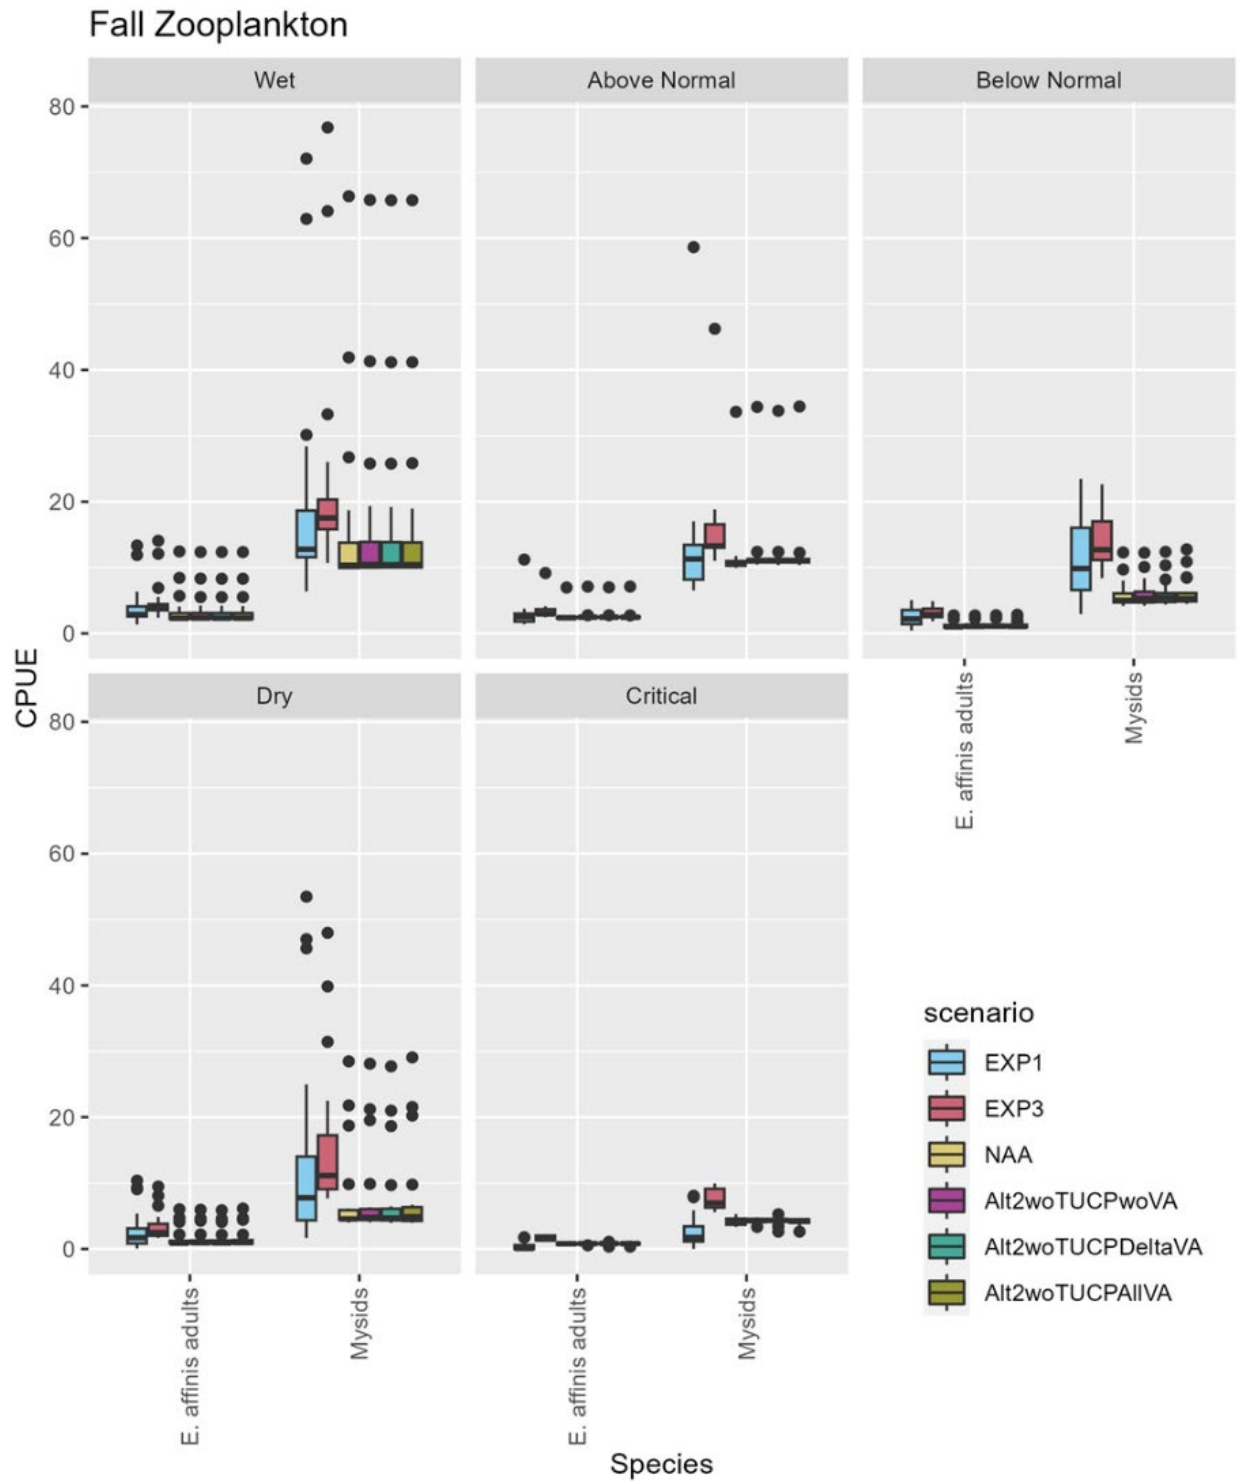 Fall Zooplankton
Wet
Above Normal
Below Normal
80
60
40
20
0
CPUE
E. affinis adults
Mysids
Dry
Critical
80
60
40
20
0
E. affinis adults
Mysids
E. affinis adults
Mysids
scenario
EXP1
EXP3
NAA
Alt2woTUCPwoVA
Alt2woTUCPDeltaVA
Alt2woTUCPAllVA
Species